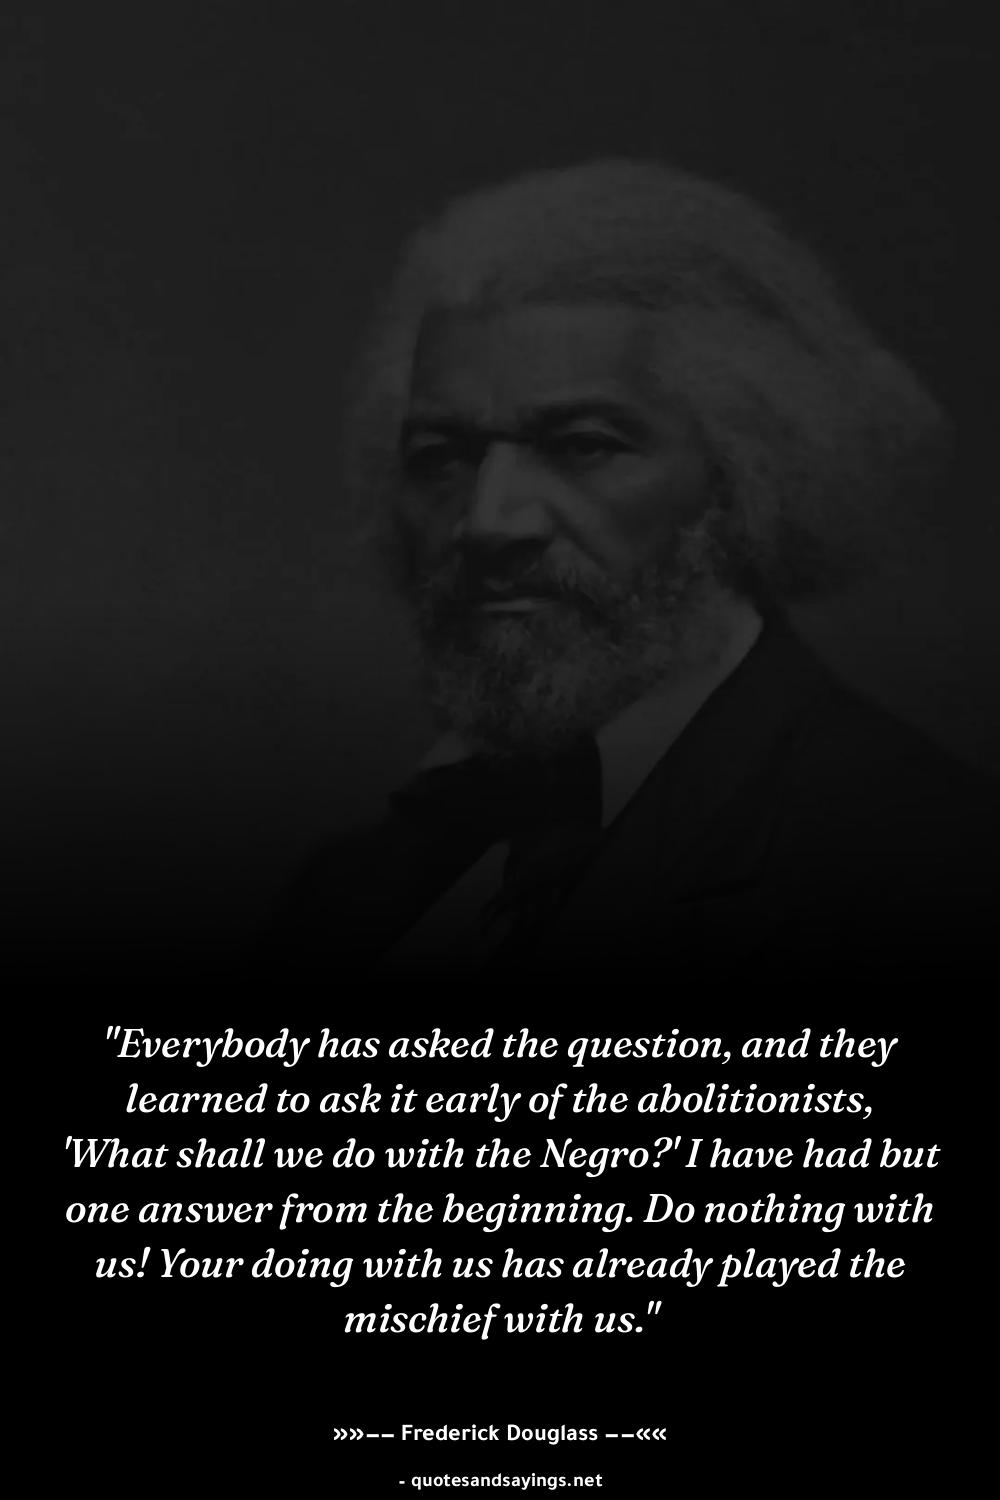 "Everybody has asked the question, and they
learned to ask it early of the abolitionists,
'What shall we do with the Negro?' I have had but
one answer from the beginning. Do nothing with
us! Your doing with us has already played the
mischief with us."
»»–– Frederick Douglass ––««
- quotesandsayings.net